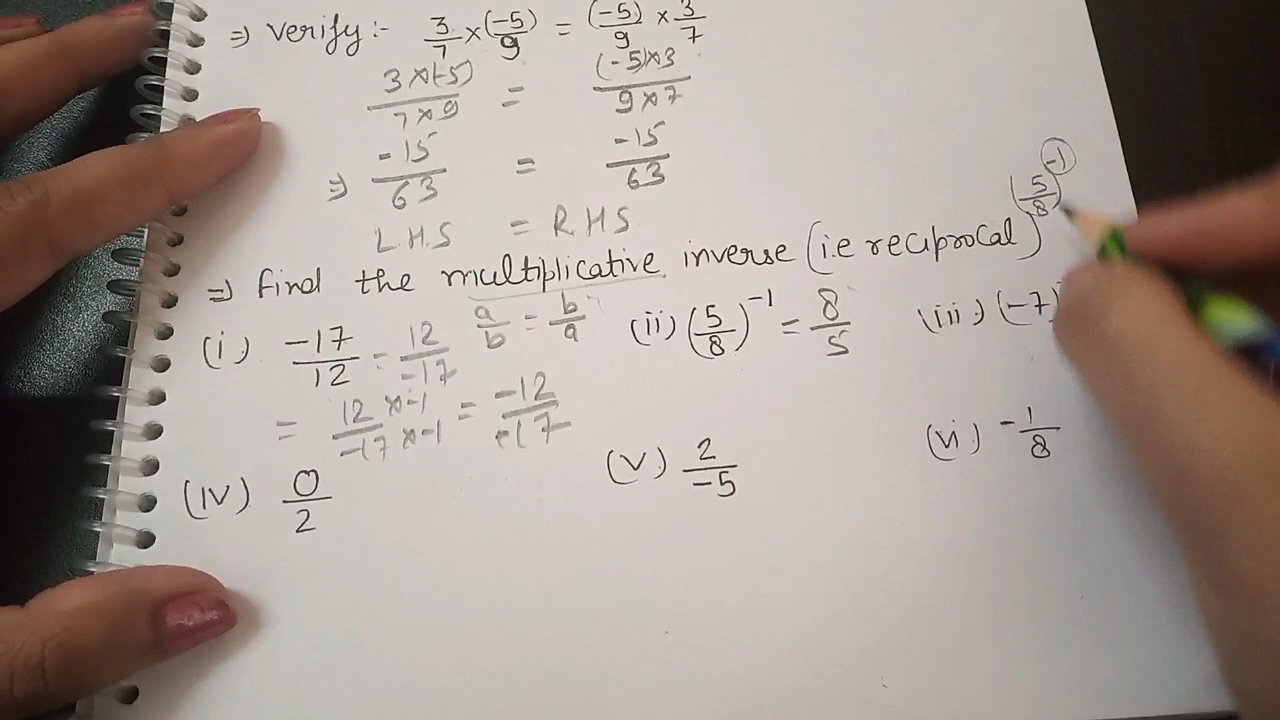 ⇒ Verify:- 3/7 × (-5)/9 = (-5)/9 × 3/7
3×(-5)/7×9 = (-5)×3/9×7
⇒ -15/63 = -15/63
LHS = RHS
(5/8)^-1
⇒ find the multiplicative inverse (i.e reciprocal)
(i) -17/12 = 12/-17 a/b = b/a (ii) (5/8)^-1 = 8/5 (iii) (-7)
= 12×-1/-17×-1 = -12/17
(iv) 0/2 (v) 2/-5 (vi) -1/8